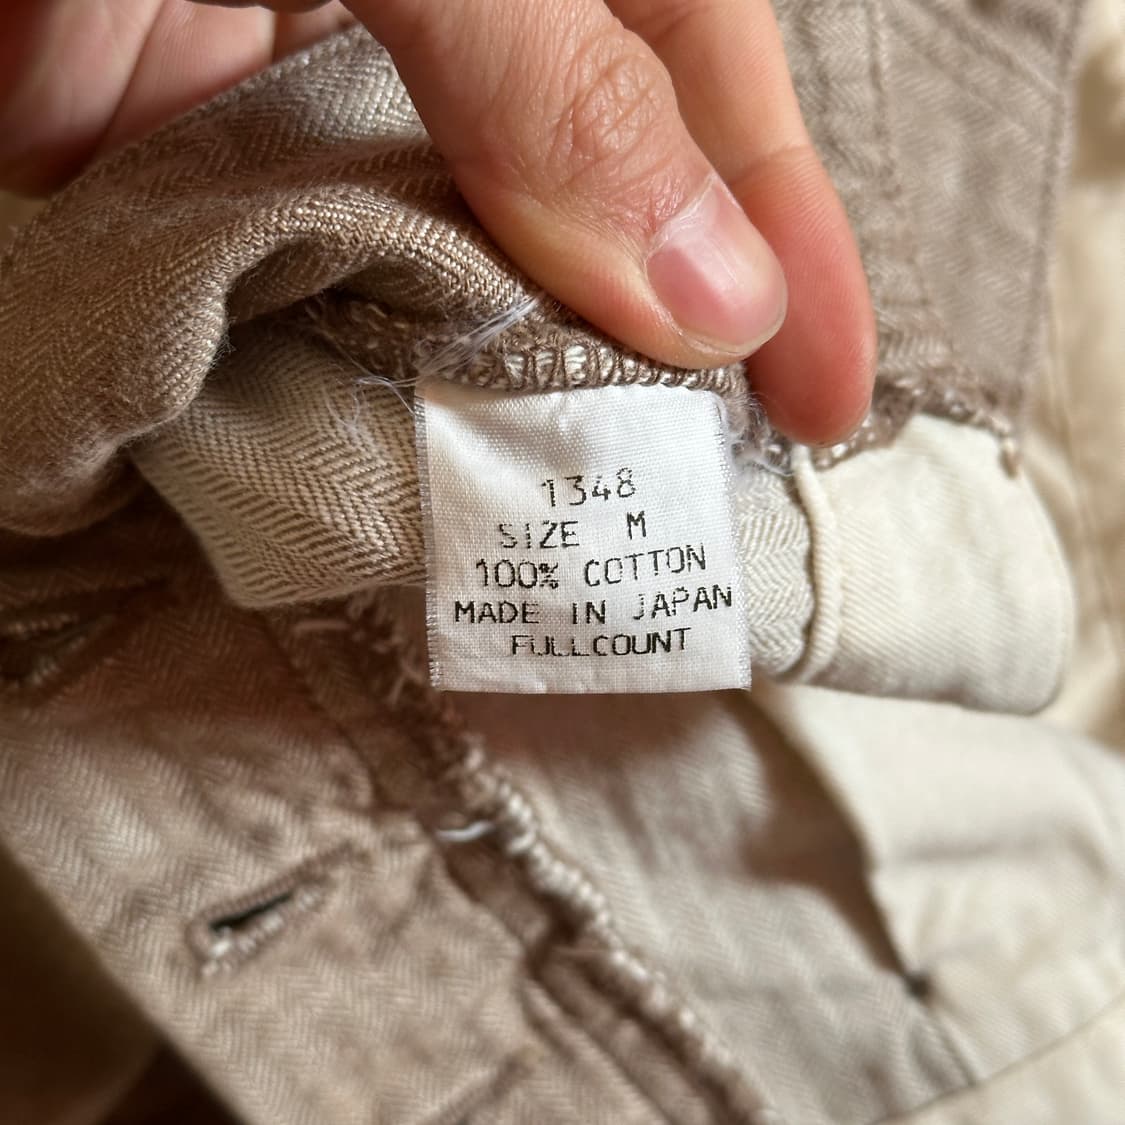 1348
SIZE M
100% COTTON
MADE IN JAPAN
FULLCOUNT